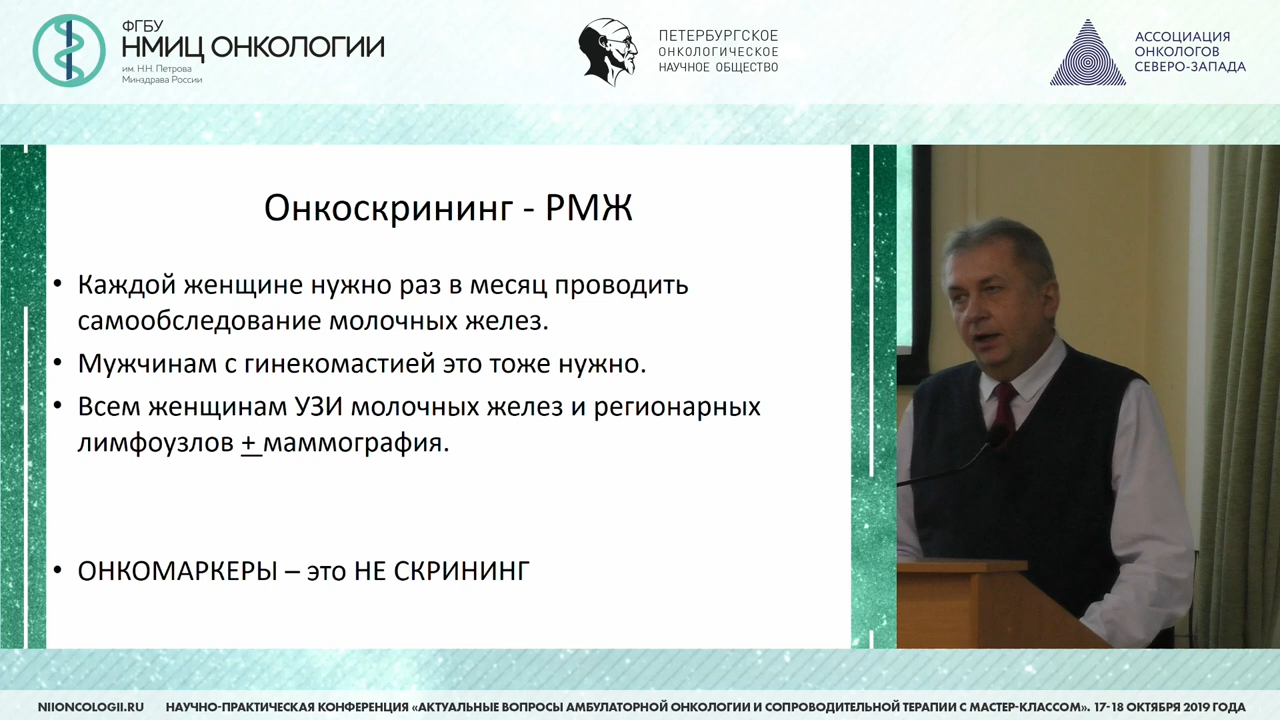 ФГБУ
НМИЦ ОНКОЛОГИИ
им. Н.Н. Петрова
Минздрава России
ПЕТЕРБУРГСКОЕ
ОНКОЛОГИЧЕСКОЕ
НАУЧНОЕ ОБЩЕСТВО
АССОЦИАЦИЯ
ОНКОЛОГОВ
СЕВЕРО-ЗАПАДА
Онкоскрининг - РМЖ
• Каждой женщине нужно раз в месяц проводить
самообследование молочных желез.
• Мужчинам с гинекомастией это тоже нужно.
• Всем женщинам УЗИ молочных желез и регионарных
лимфоузлов + маммография.
• ОНКОМАРКЕРЫ – это НЕ СКРИНИНГ
NIIONCOLOGII.RU НАУЧНО-ПРАКТИЧЕСКАЯ КОНФЕРЕНЦИЯ «АКТУАЛЬНЫЕ ВОПРОСЫ АМБУЛАТОРНОЙ ОНКОЛОГИИ И СОПРОВОДИТЕЛЬНОЙ ТЕРАПИИ С МАСТЕР-КЛАССОМ». 17-18 ОКТЯБРЯ 2019 ГОДА